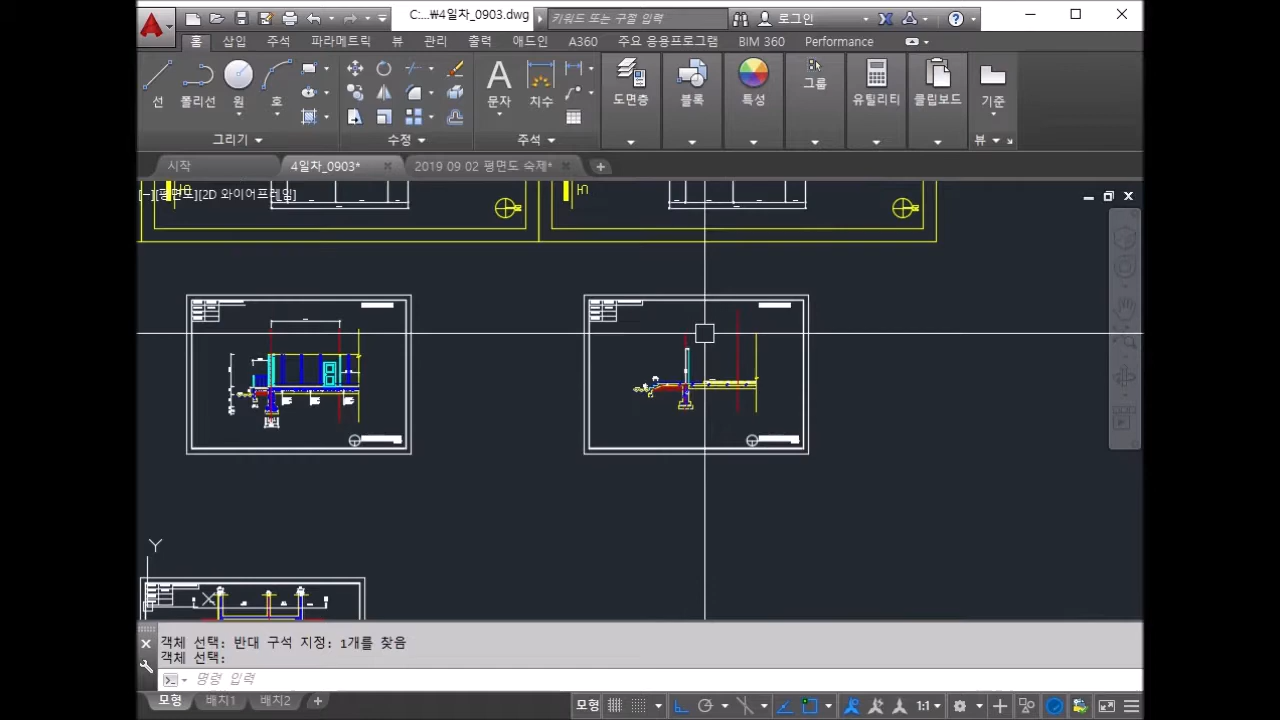 C:...₩4일차_0903.dwg
키워드 또는 구절 입력
로그인
홈 삽입 주석 파라메트릭 뷰 관리 출력 애드인 A360 주요 응용프로그램 BIM 360 Performance
선 폴리선 원 호 문자 치수 도면층 블록 특성 그룹 유틸리티 클립보드 기준
그리기 수정 주석 뷰
시작 4일차_0903* 2019 09 02 평면도 숙제*
[−][평면도][2D 와이어프레임]
Y
객체 선택: 반대 구석 지정: 1개를 찾음
객체 선택:
명령 입력
모형 배치1 배치2
모형 1:1